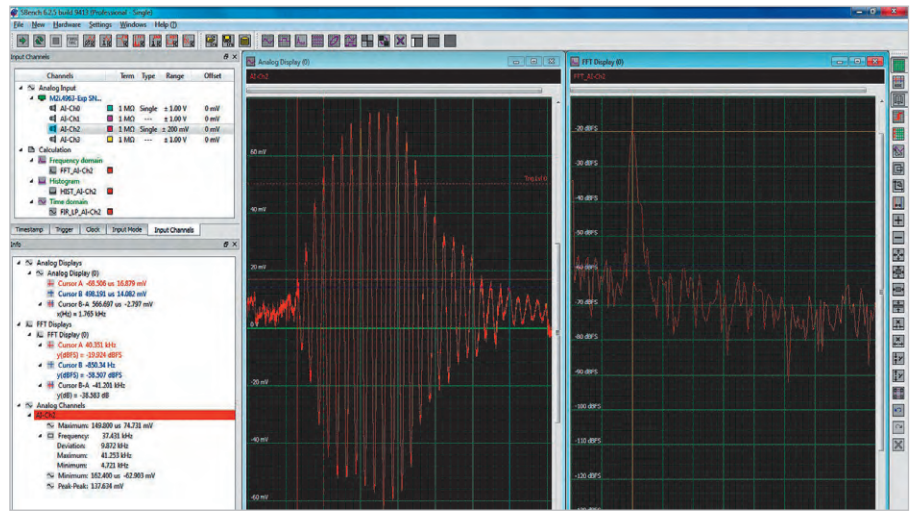 SBench 6.2.5 build 9413 (Professional - Single)
File New Hardware Settings Windows Help (!)
Input Channels
Channels Term Type Range Offset
Analog Input
M2i.4963-Exp SN...
AI-Ch0 1 MΩ Single ± 1.00 V 0 mV
AI-Ch1 1 MΩ --- ± 1.00 V 0 mV
AI-Ch2 1 MΩ Single ± 200 mV 0 mV
AI-Ch3 1 MΩ --- ± 1.00 V 0 mV
Calculation
Frequency domain
FFT_AI-Ch2
Histogram
HIST_AI-Ch2
Time domain
FIR_LP_AI-Ch2
Timestamp Trigger Clock Input Mode Input Channels
Info
Analog Displays
Analog Display (0)
Cursor A -68.506 us 16.879 mV
Cursor B 498.191 us 14.082 mV
Cursor B-A 566.697 us -2.797 mV
x(Hz) = 1.765 kHz
FFT Displays
FFT Display (0)
Cursor A 40.351 kHz
y(dBFS) = -19.924 dBFS
Cursor B -850.34 Hz
y(dBFS) = -58.507 dBFS
Cursor B-A -41.201 kHz
y(dB) = -38.583 dB
Analog Channels
AI-Ch2
Maximum: 149.800 us 74.731 mV
Frequency: 37.431 kHz
Deviation: 9.872 kHz
Maximum: 41.253 kHz
Minimum: 4.721 kHz
Minimum: 162.400 us -62.903 mV
Peak-Peak: 137.634 mV
Analog Display (0)
AI-Ch2
60 mV
40 mV
20 mV
0
-20 mV
-40 mV
-60 mV
FFT Display (0)
FFT_AI-Ch2
-20 dBFS
-30 dBFS
-40 dBFS
-50 dBFS
-60 dBFS
-70 dBFS
-80 dBFS
-90 dBFS
-100 dBFS
-110 dBFS
-120 dBFS